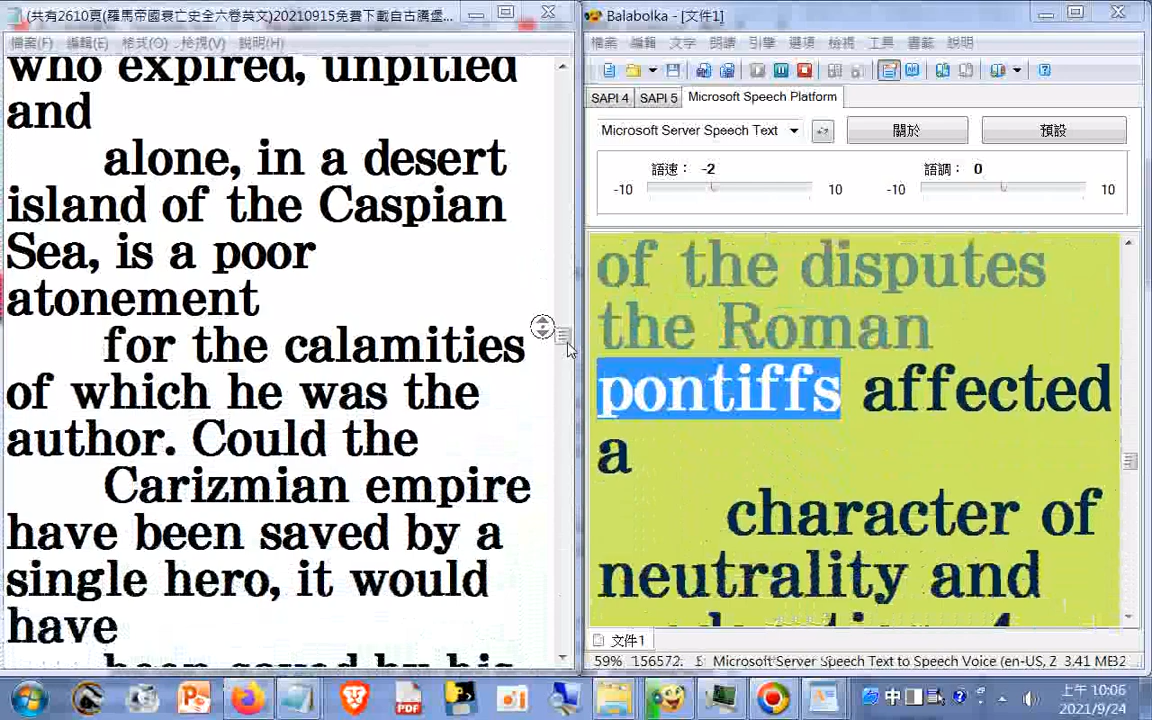 (共有2610頁(羅馬帝國衰亡史全六卷英文)20210915免費下載自古騰堡...
檔案(F) 編輯(E) 格式(O) 檢視(V) 說明(H)
who expired, unpitied
and
alone, in a desert
island of the Caspian
Sea, is a poor
atonement
for the calamities
of which he was the
author. Could the
Carizmian empire
have been saved by a
single hero, it would
have
been saved by his
Balabolka - [文件1]
檔案 編輯 文字 朗讀 引擎 選項 檢視 工具 書籤 說明
SAPI 4 SAPI 5 Microsoft Speech Platform
Microsoft Server Speech Text 關於 預設
語速： -2 語調： 0
-10 10 -10 10
of the disputes
the Roman
pontiffs affected
a
character of
neutrality and
文件1
59% 156572. Microsoft Server Speech Text to Speech Voice (en-US, Z 3.41 MB2
中 上午 10:06
2021/9/24